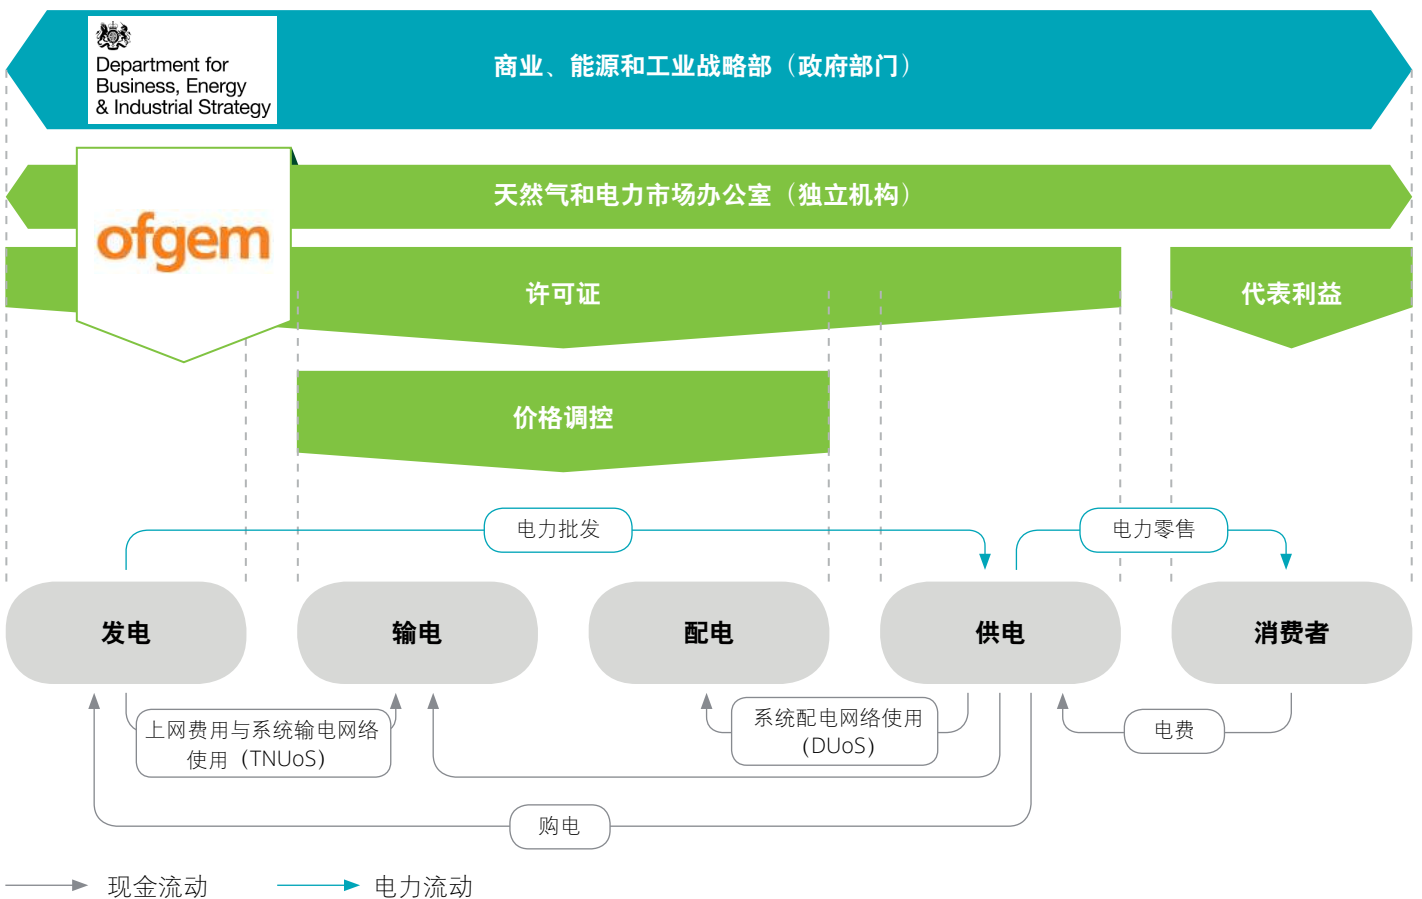 Department for
Business, Energy
& Industrial Strategy
商业、能源和工业战略部（政府部门）
天然气和电力市场办公室（独立机构）
ofgem
许可证
代表利益
价格调控
电力批发
电力零售
发电
输电
配电
供电
消费者
上网费用与系统输电网络
使用（TNUoS）
系统配电网络使用
（DUoS）
电费
购电
现金流动
电力流动